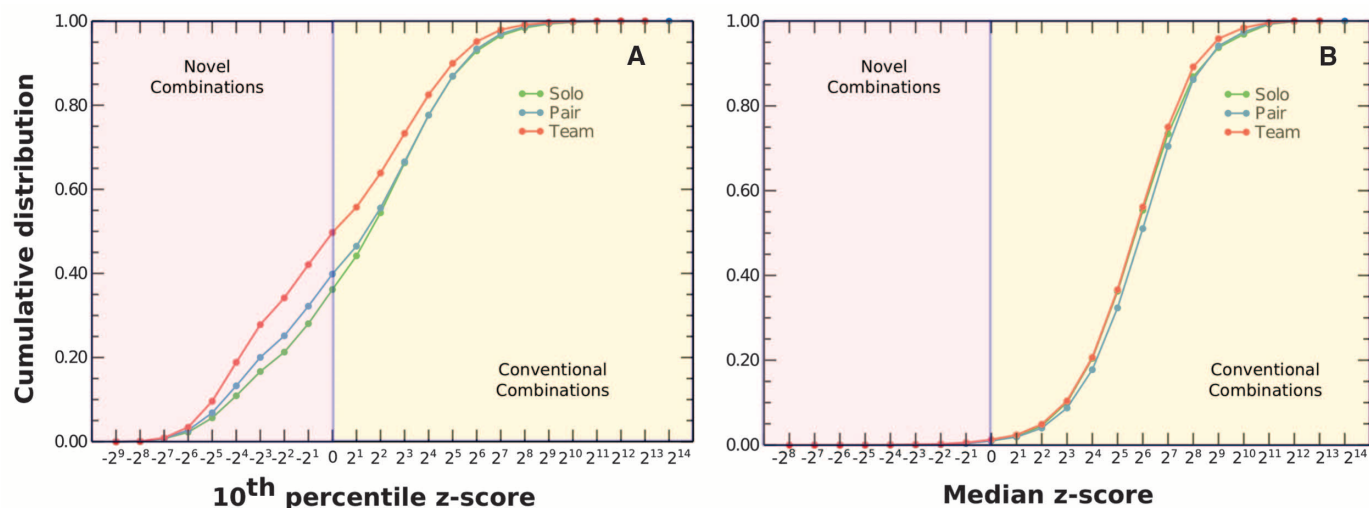 Cumulative distribution
1.00
0.80
0.60
0.40
0.20
0.00
Novel
Combinations
A
Solo
Pair
Team
Conventional
Combinations
-2⁹ -2⁸ -2⁷ -2⁶ -2⁵ -2⁴ -2³ -2² -2¹ 0 2¹ 2² 2³ 2⁴ 2⁵ 2⁶ 2⁷ 2⁸ 2⁹ 2¹⁰ 2¹¹ 2¹² 2¹³ 2¹⁴
10th percentile z-score
1.00
0.80
0.60
0.40
0.20
0.00
Novel
Combinations
B
Solo
Pair
Team
Conventional
Combinations
-2⁸ -2⁷ -2⁶ -2⁵ -2⁴ -2³ -2² -2¹ 0 2¹ 2² 2³ 2⁴ 2⁵ 2⁶ 2⁷ 2⁸ 2⁹ 2¹⁰ 2¹¹ 2¹² 2¹³ 2¹⁴
Median z-score